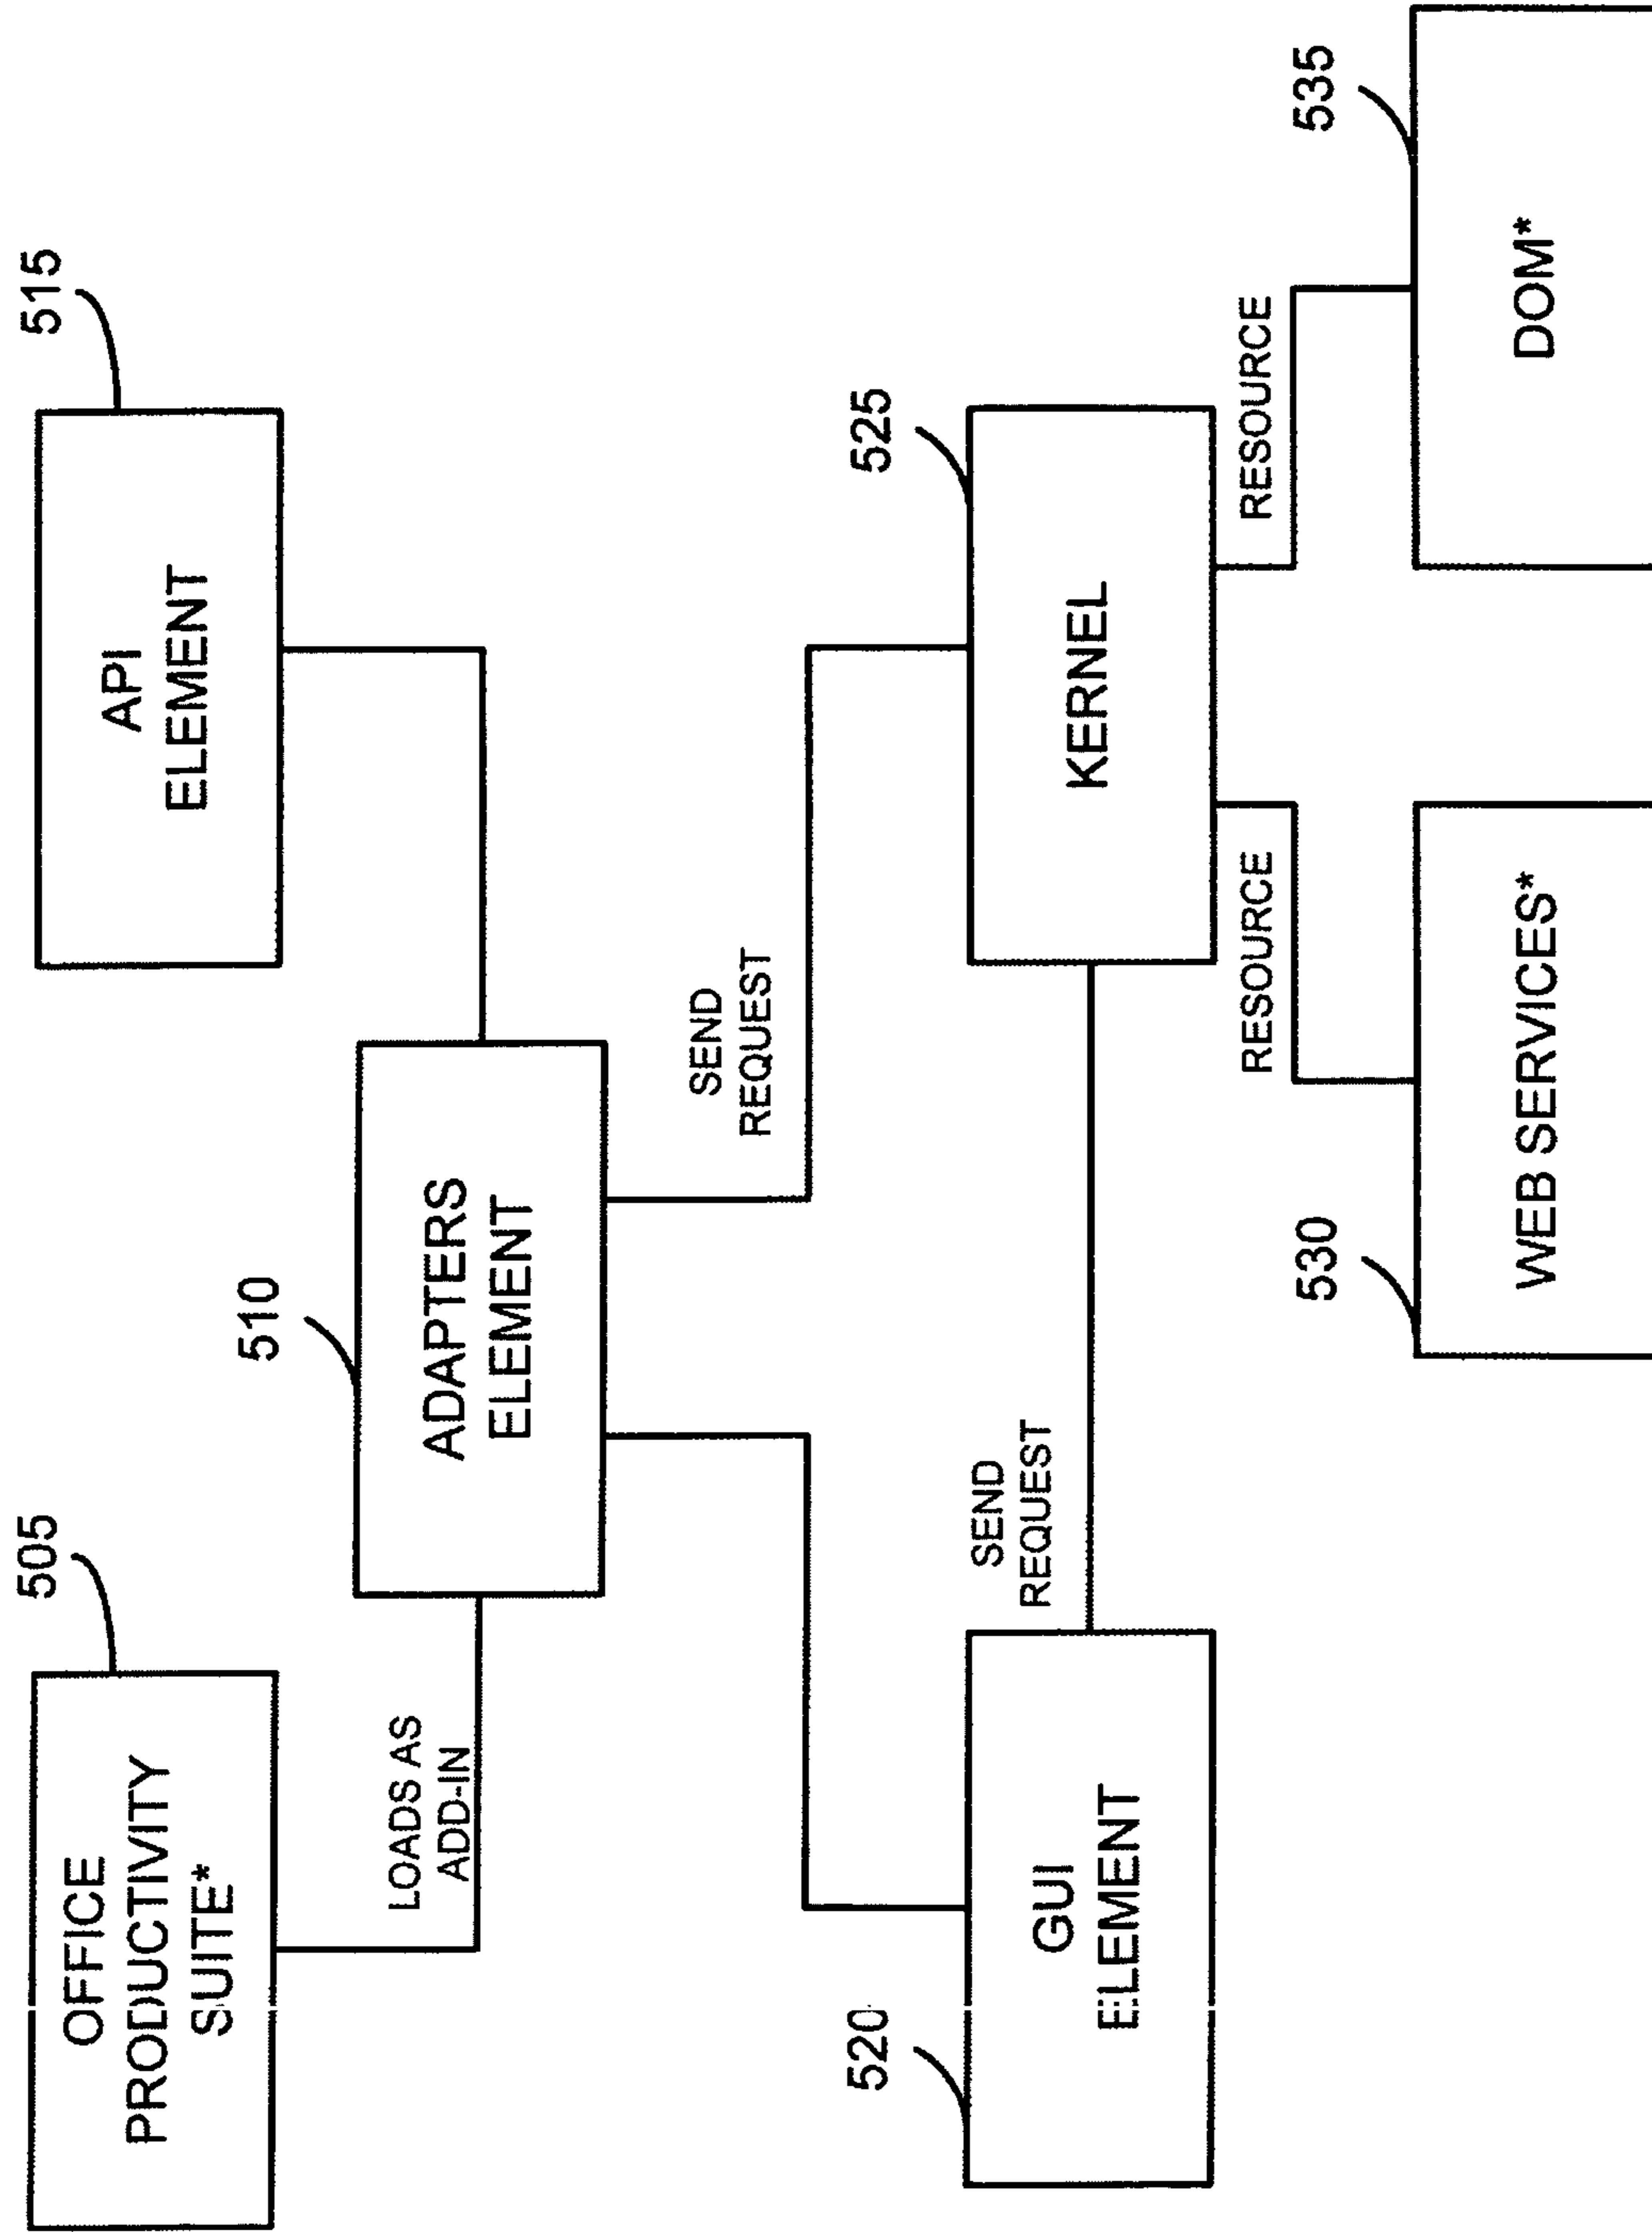 505
OFFICE
PRODUCTIVITY
SUITE*
515
API
ELEMENT
LOADS AS
ADD-IN
510
ADAPTERS
ELEMENT
SEND
REQUEST
520
GUI
ELEMENT
SEND
REQUEST
525
KERNEL
RESOURCE
RESOURCE
530
WEB SERVICES*
535
DOM*